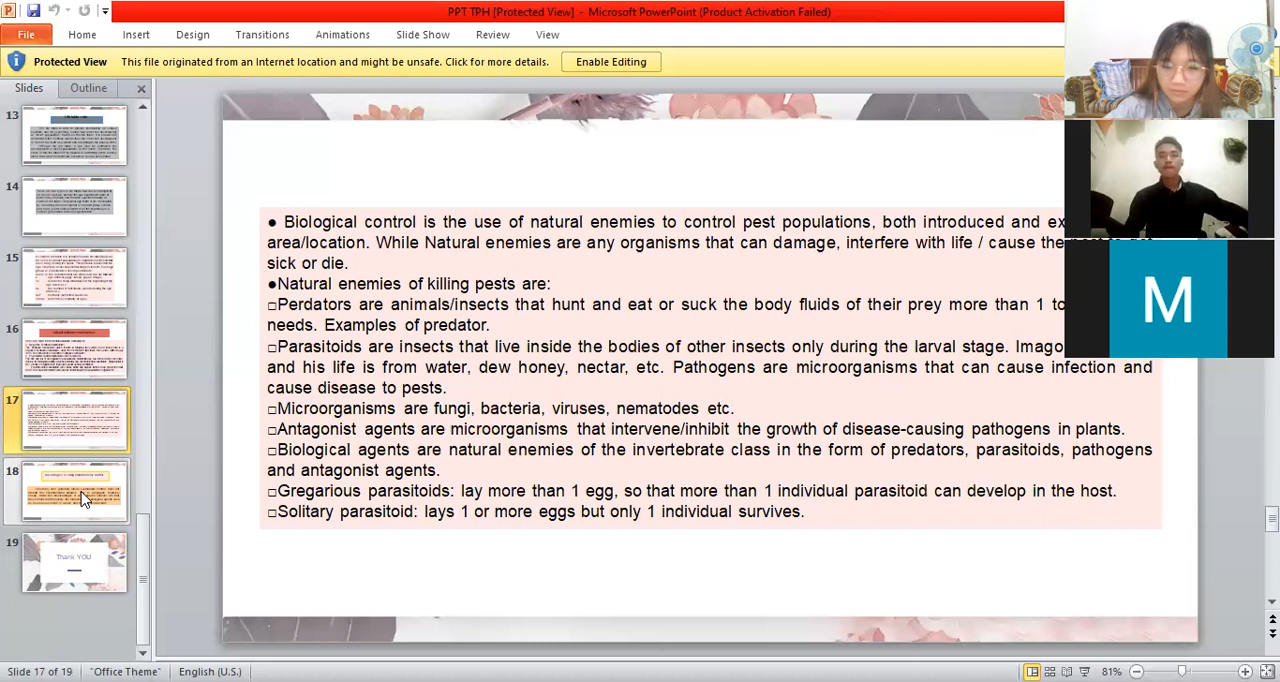 PPT TPH [Protected View] - Microsoft PowerPoint (Product Activation Failed)
File Home Insert Design Transitions Animations Slide Show Review View
Protected View This file originated from an Internet location and might be unsafe. Click for more details. Enable Editing
Slides Outline
13
14
15
16
17
18
19
Thank YOU
● Biological control is the use of natural enemies to control pest populations, both introduced and
area/location. While Natural enemies are any organisms that can damage, interfere with life / cause the
sick or die.
●Natural enemies of killing pests are:
□Perdators are animals/insects that hunt and eat or suck the body fluids of their prey more than 1 to
needs. Examples of predator.
□Parasitoids are insects that live inside the bodies of other insects only during the larval stage.
and his life is from water, dew honey, nectar, etc. Pathogens are microorganisms that can cause infection and
cause disease to pests.
□Mitroorganisms are fungi, bacteria, viruses, nematodes etc.
□Antagonist agents are microorganisms that intervene/inhibit the growth of disease-causing pathogens in plants.
□Biological agents are natural enemies of the invertebrate class in the form of predators, parasitoids, pathogens
and antagonist agents.
□Gregarious parasitoids: lay more than 1 egg, so that more than 1 individual parasitoid can develop in the host.
□Solitary parasitoid: lays 1 or more eggs but only 1 individual survives.
M
Slide 17 of 19 "Office Theme" English (U.S.) 81%